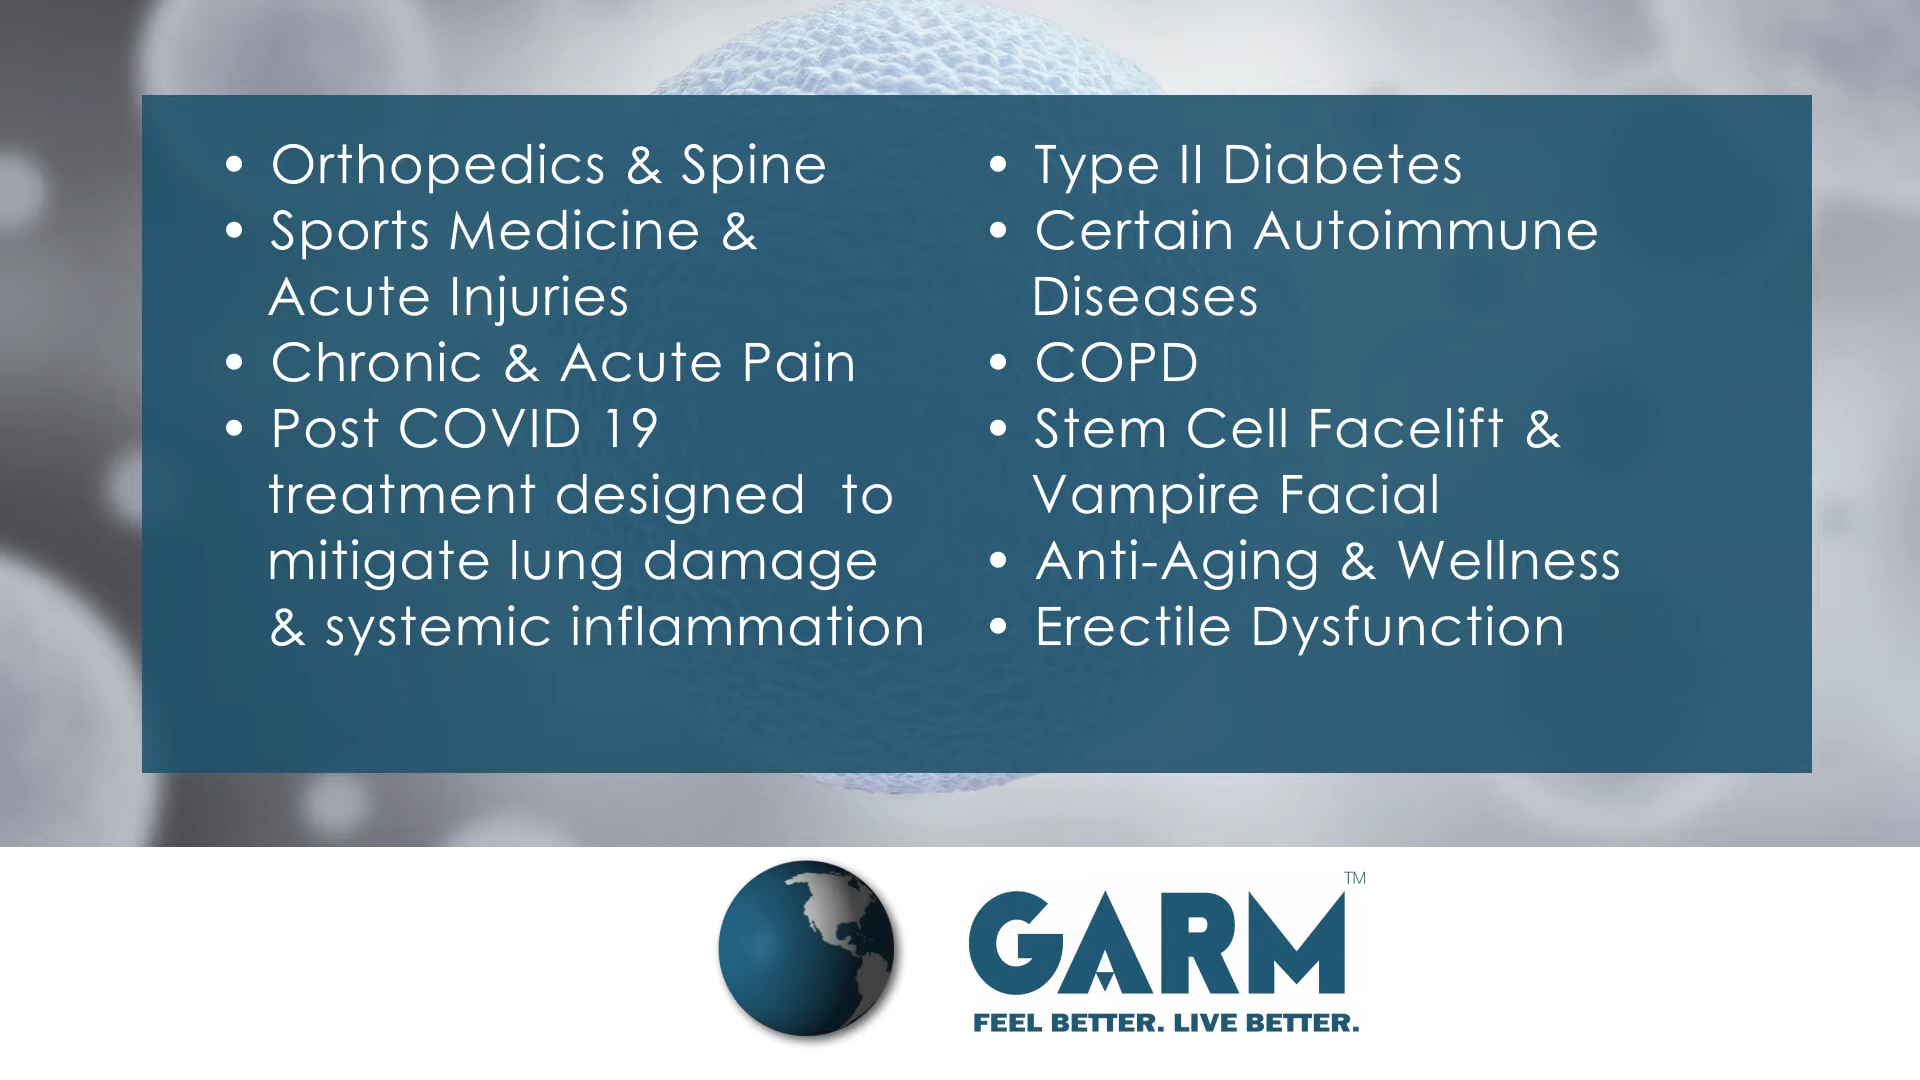 • Orthopedics & Spine
• Sports Medicine &
Acute Injuries
• Chronic & Acute Pain
• Post COVID 19
treatment designed  to
mitigate lung damage
& systemic inflammation
• Type II Diabetes
• Certain Autoimmune
Diseases
• COPD
• Stem Cell Facelift &
Vampire Facial
• Anti-Aging & Wellness
• Erectile Dysfunction
GARM™
FEEL BETTER. LIVE BETTER.